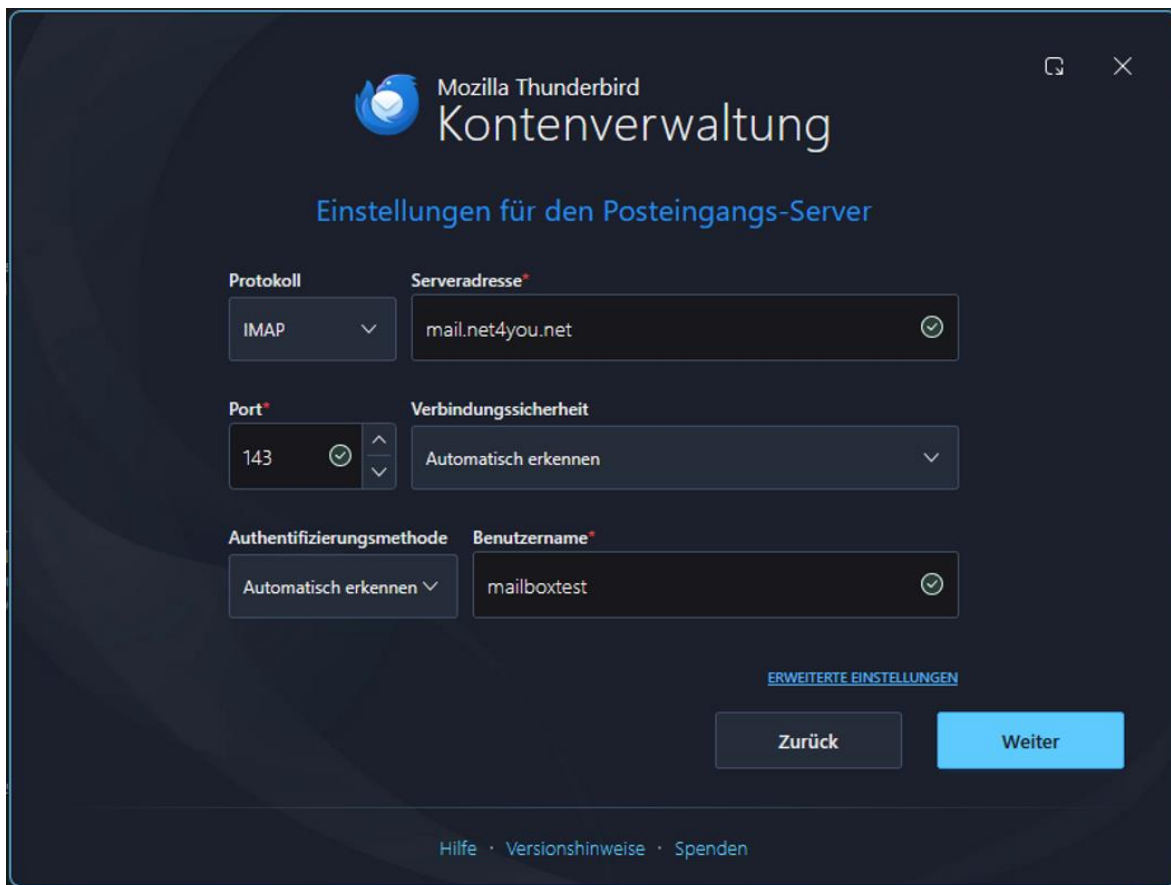 Mozilla Thunderbird
Kontenverwaltung
Einstellungen für den Posteingangs-Server
Protokoll Serveradresse*
IMAP mail.net4you.net
Port* Verbindungssicherheit
143 Automatisch erkennen
Authentifizierungsmethode Benutzername*
Automatisch erkennen mailboxtest
ERWEITERTE EINSTELLUNGEN
Zurück Weiter
Hilfe · Versionshinweise · Spenden